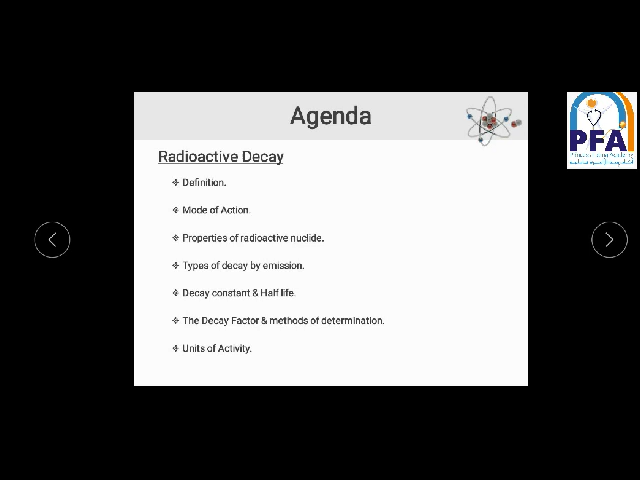 Agenda
Radioactive Decay
❖ Definition.
❖ Mode of Action.
❖ Properties of radioactive nuclide.
❖ Types of decay by emission.
❖ Decay constant & Half life.
❖ The Decay Factor & methods of determination.
❖ Units of Activity.
PFA